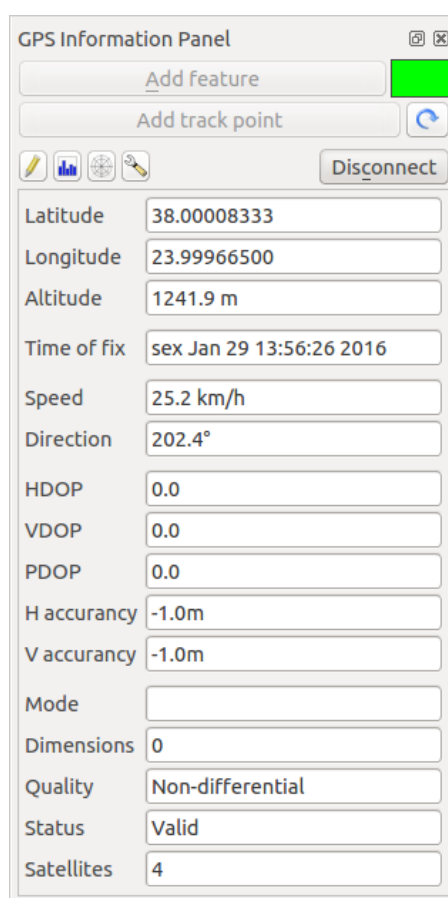 GPS Information Panel
Add feature
Add track point
Disconnect
Latitude 38.00008333
Longitude 23.99966500
Altitude 1241.9 m
Time of fix sex Jan 29 13:56:26 2016
Speed 25.2 km/h
Direction 202.4°
HDOP 0.0
VDOP 0.0
PDOP 0.0
H accurancy -1.0m
V accurancy -1.0m
Mode
Dimensions 0
Quality Non-differential
Status Valid
Satellites 4